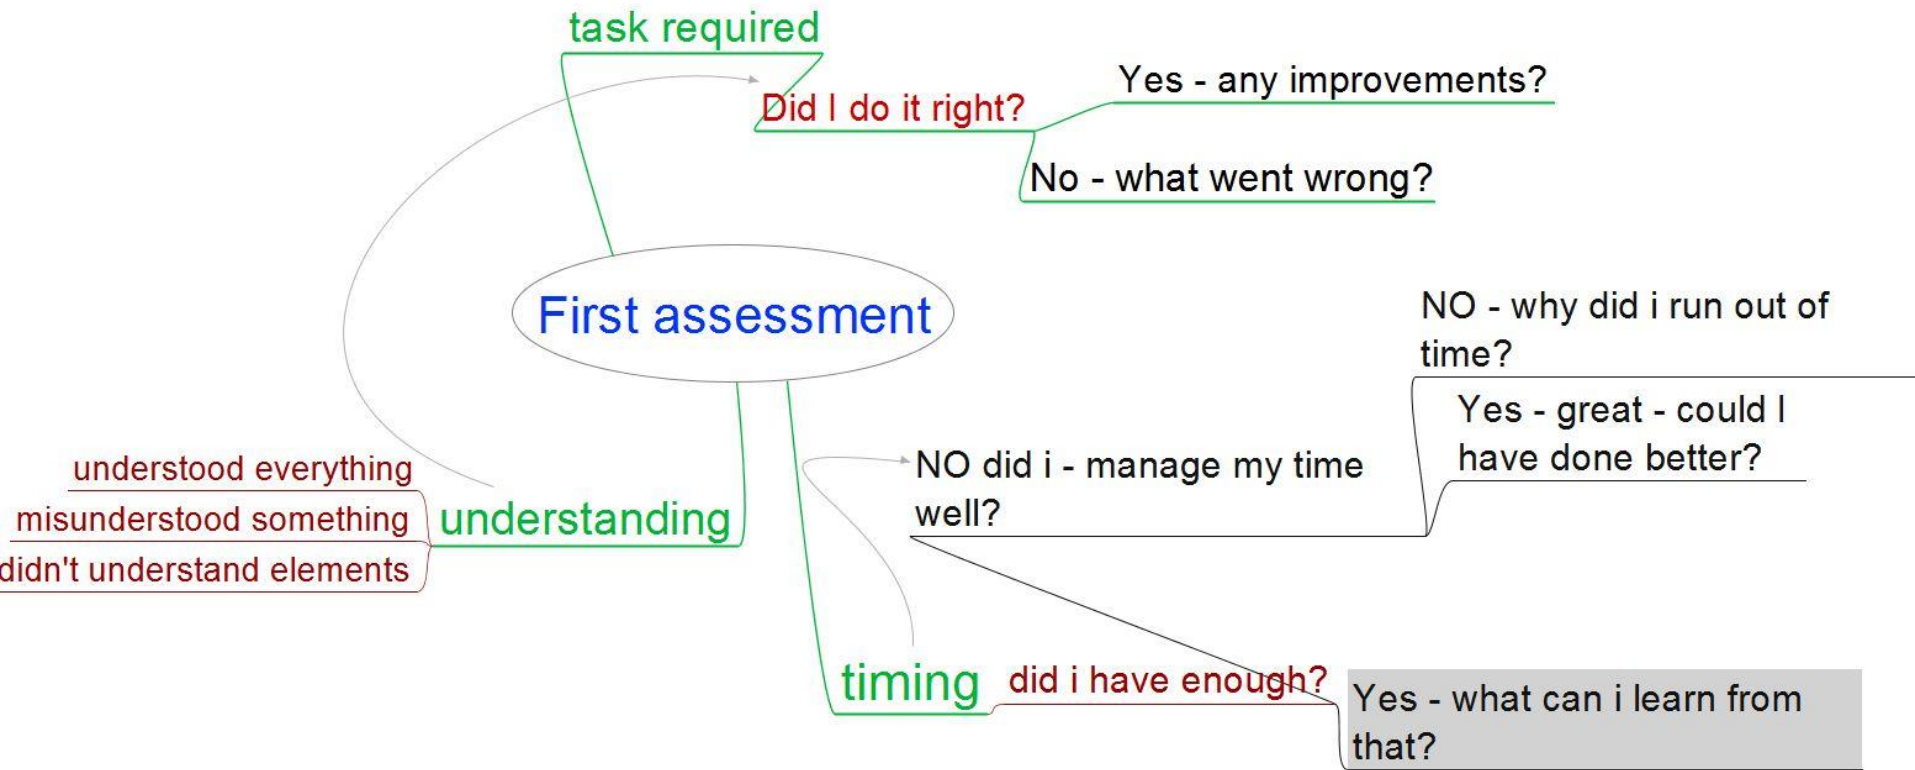 task required
Did I do it right?
Yes - any improvements?
No - what went wrong?
First assessment
NO - why did i run out of
time?
Yes - great - could I
have done better?
NO did i - manage my time
well?
understood everything
misunderstood something
didn't understand elements
understanding
timing
did i have enough?
Yes - what can i learn from
that?